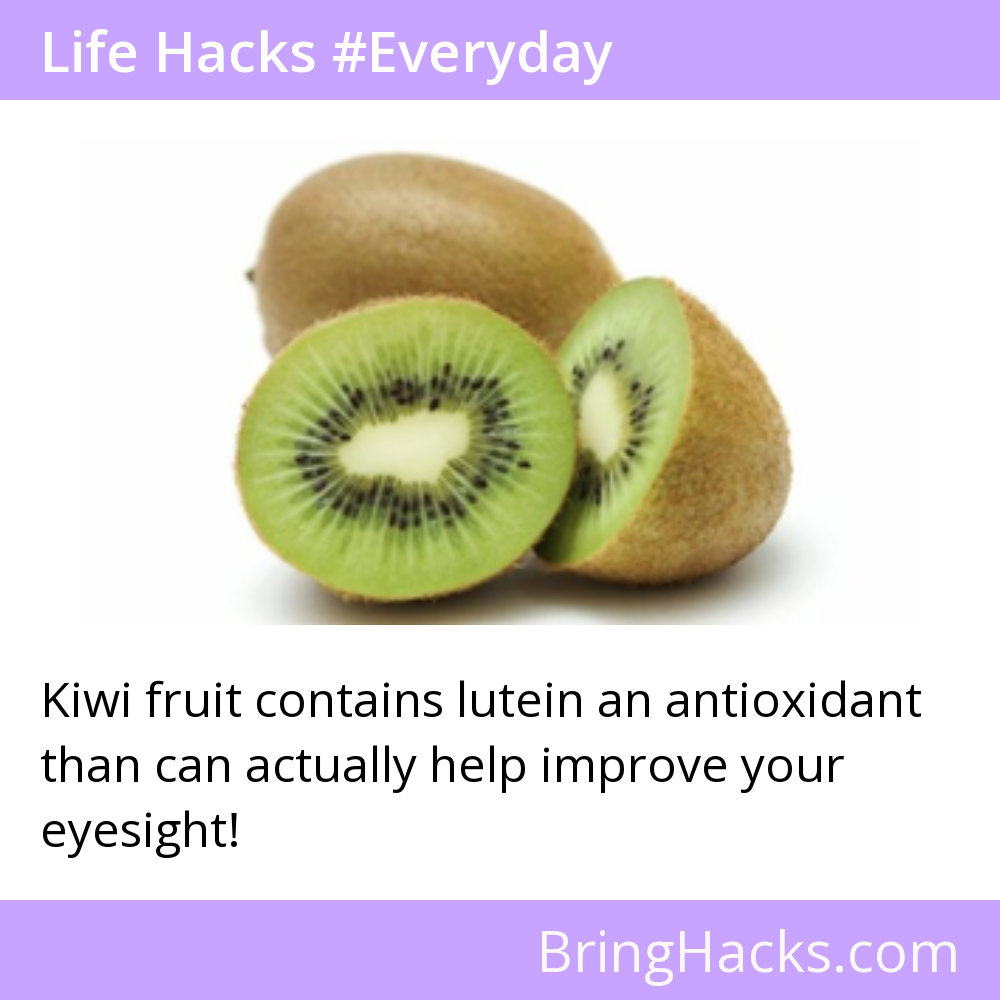 Life Hacks #Everyday
Kiwi fruit contains lutein an antioxidant
than can actually help improve your
eyesight!
BringHacks.com